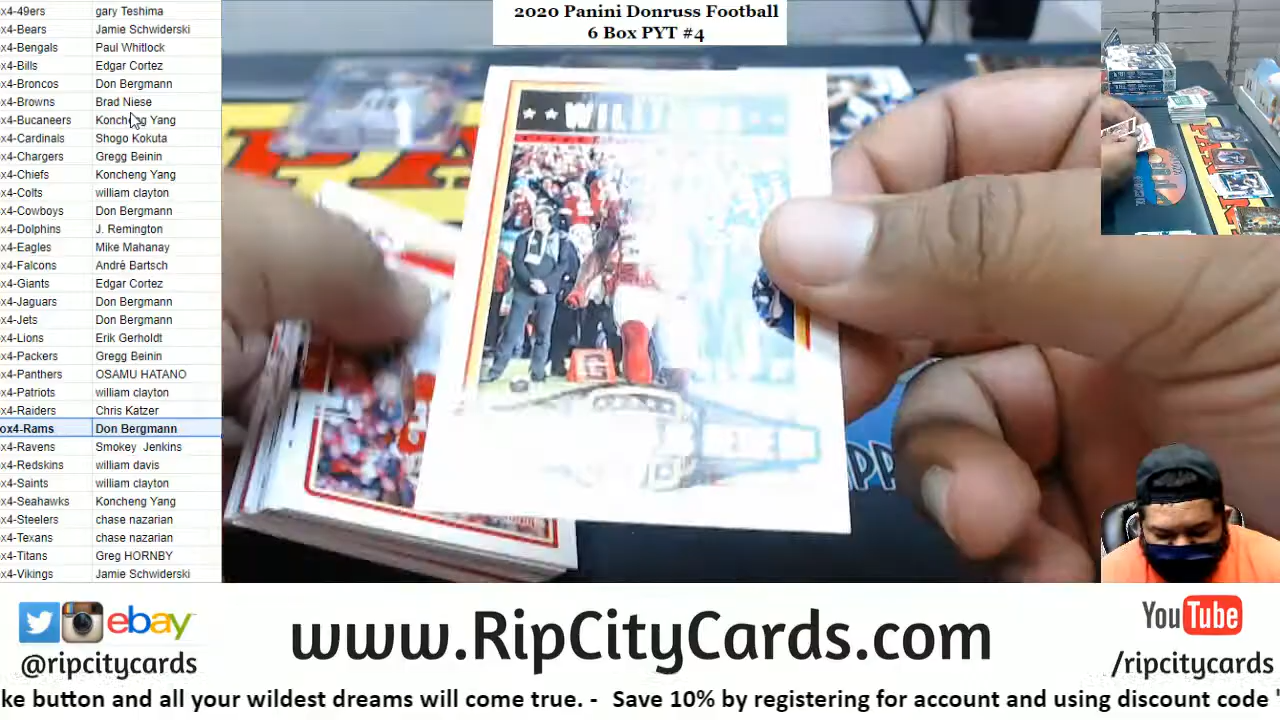 2020 Panini Donruss Football
6 Box PYT #4
x4-49ers gary Teshima
x4-Bears Jamie Schwiderski
x4-Bengals Paul Whitlock
x4-Bills Edgar Cortez
x4-Broncos Don Bergmann
x4-Browns Brad Niese
x4-Bucaneers Koncheng Yang
x4-Cardinals Shogo Kokuta
x4-Chargers Gregg Beinin
x4-Chiefs Koncheng Yang
x4-Colts william clayton
x4-Cowboys Don Bergmann
x4-Dolphins J. Remington
x4-Eagles Mike Mahanay
x4-Falcons André Bartsch
x4-Giants Edgar Cortez
x4-Jaguars Don Bergmann
x4-Jets Don Bergmann
x4-Lions Erik Gerholdt
x4-Packers Gregg Beinin
x4-Panthers OSAMU HATANO
x4-Patriots william clayton
x4-Raiders Chris Katzer
ox4-Rams Don Bergmann
x4-Ravens Smokey Jenkins
x4-Redskins william davis
x4-Saints william clayton
x4-Seahawks Koncheng Yang
x4-Steelers chase nazarian
x4-Texans chase nazarian
x4-Titans Greg HORNBY
x4-Vikings Jamie Schwiderski
ebay
@ripcitycards
www.RipCityCards.com
YouTube
/ripcitycards
ke button and all your wildest dreams will come true. - Save 10% by registering for account and using discount code "